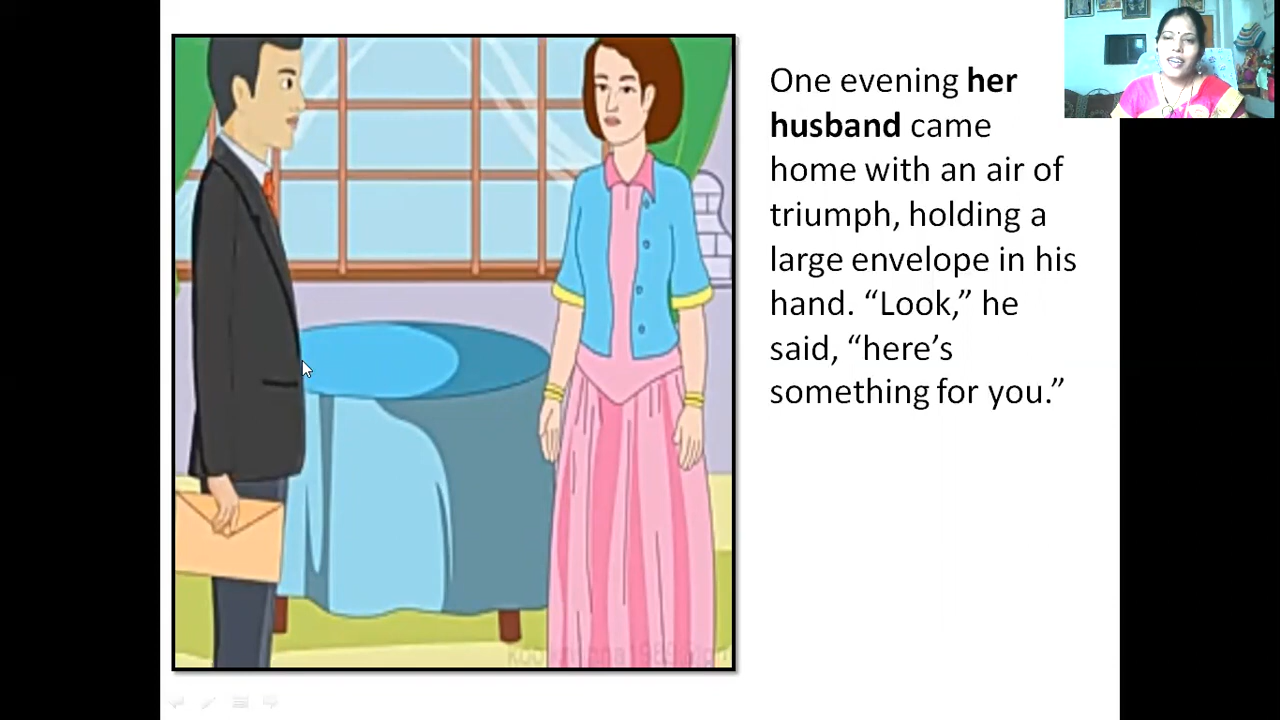 One evening her
husband came
home with an air of
triumph, holding a
large envelope in his
hand. “Look,” he
said, “here’s
something for you.”